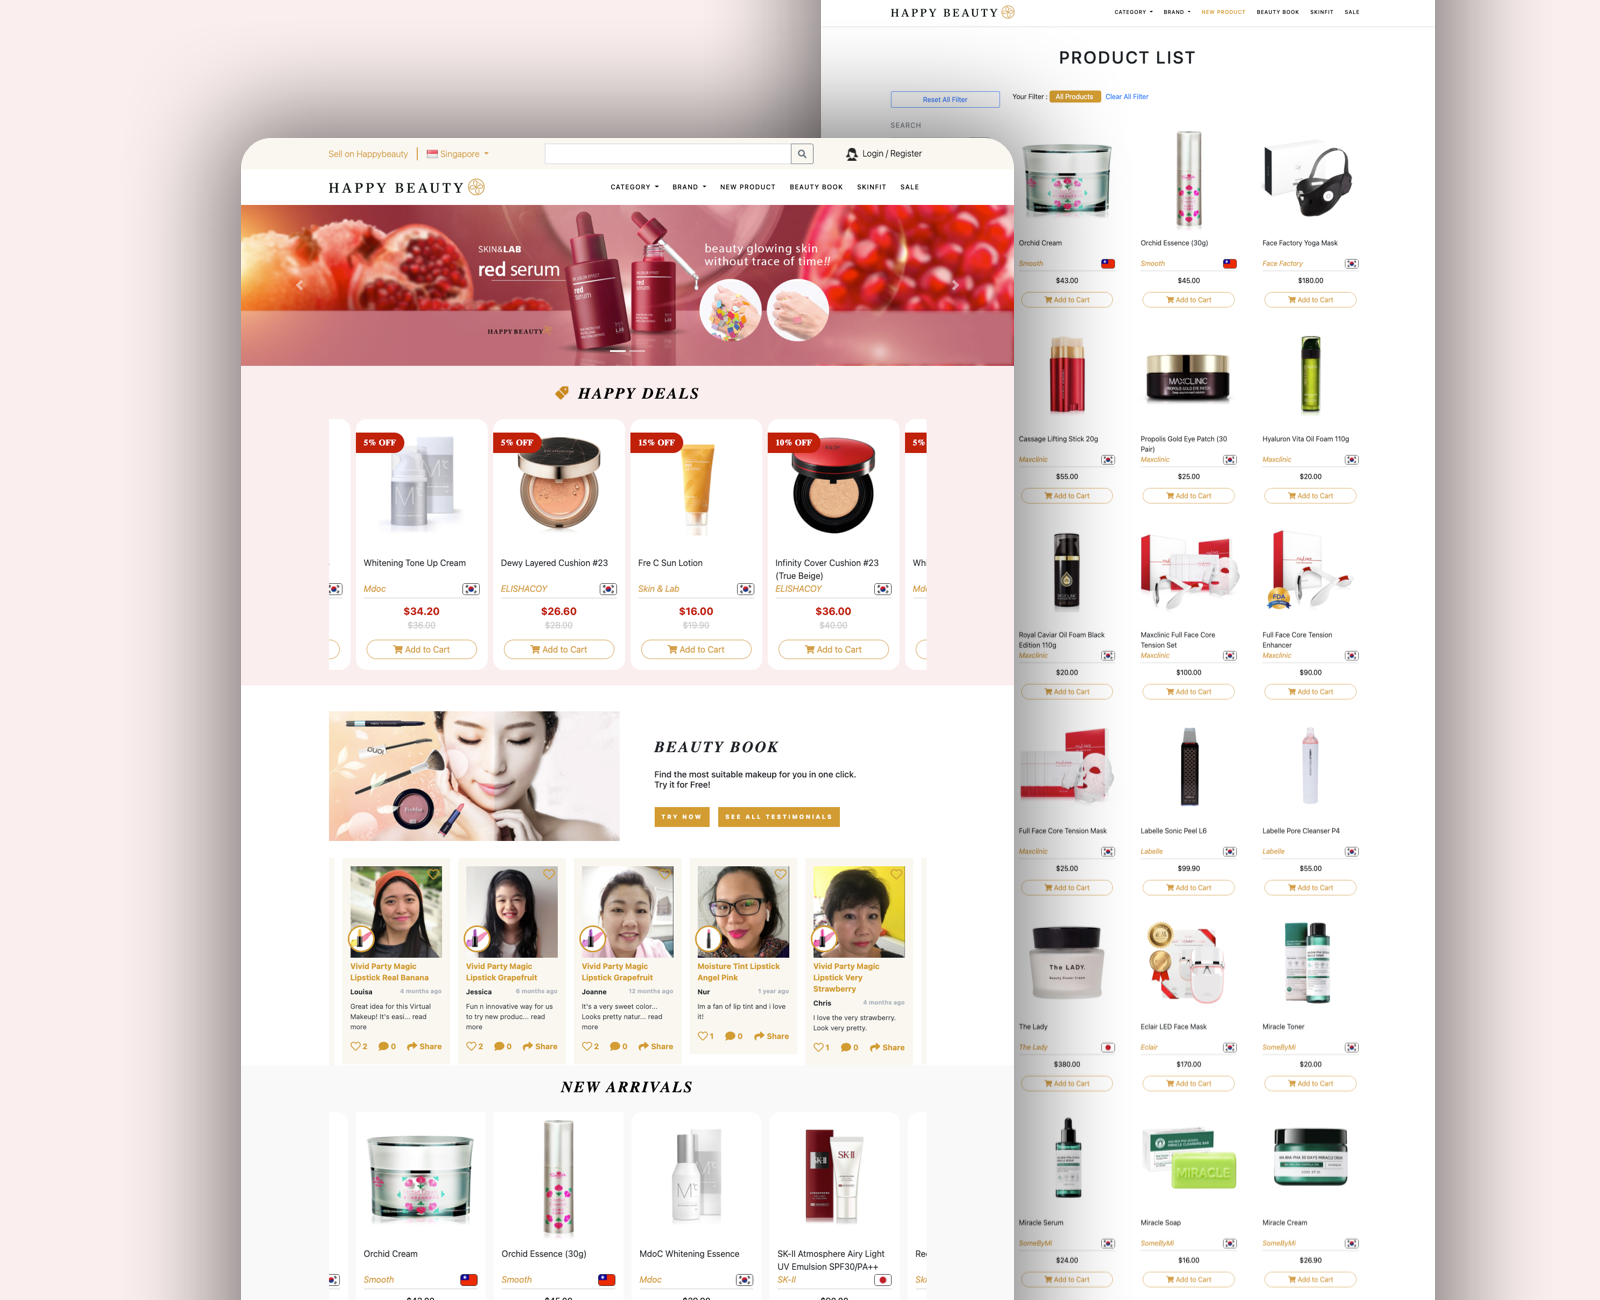 HAPPY BEAUTY
CATEGORY BRAND NEW PRODUCT BEAUTY BOOK SKINFIT SALE
PRODUCT LIST
Reset All Filter
Your Filter : All Products Clear All Filter
SEARCH
Orchid Cream
Smooth
$43.00
Add to Cart
Orchid Essence (30g)
Smooth
$45.00
Add to Cart
Face Factory Yoga Mask
Face Factory
$180.00
Add to Cart
Cassage Lifting Stick 20g
Maxclinic
$55.00
Add to Cart
MAXCLINIC
Propolis Gold Eye Patch (30
Pair)
Maxclinic
$25.00
Add to Cart
Hyaluron Vita Oil Foam 110g
Maxclinic
$20.00
Add to Cart
Royal Caviar Oil Foam Black
Edition 110g
Maxclinic
$20.00
Add to Cart
Maxclinic Full Face Core
Tension Set
Maxclinic
$100.00
Add to Cart
FDA
Full Face Core Tension
Enhancer
Maxclinic
$90.00
Add to Cart
Full Face Core Tension Mask
Maxclinic
$25.00
Add to Cart
Labelle Sonic Peel L6
Labelle
$99.90
Add to Cart
Labelle Pore Cleanser P4
Labelle
$55.00
Add to Cart
The LADY.
The Lady
The Lady
$380.00
Add to Cart
Eclair LED Face Mask
Eclair
$170.00
Add to Cart
Miracle Toner
SomeByMi
$20.00
Add to Cart
Miracle Serum
SomeByMi
$24.00
Add to Cart
MIRACLE
Miracle Soap
SomeByMi
$16.00
Add to Cart
Miracle Cream
SomeByMi
$26.90
Add to Cart
Sell on Happybeauty
Singapore
Login / Register
HAPPY BEAUTY
CATEGORY BRAND NEW PRODUCT BEAUTY BOOK SKINFIT SALE
SKIN&LAB
red serum
beauty glowing skin
without trace of time!!
red
serum
red
serum
HAPPY BEAUTY
HAPPY DEALS
5% OFF
Whitening Tone Up Cream
Mdoc
$34.20
$36.00
Add to Cart
5% OFF
Dewy Layered Cushion #23
ELISHACOY
$26.60
$28.00
Add to Cart
15% OFF
Fre C Sun Lotion
Skin & Lab
$16.00
$19.90
Add to Cart
10% OFF
Infinity Cover Cushion #23
(True Beige)
ELISHACOY
$36.00
$40.00
Add to Cart
5%
Wh
BEAUTY BOOK
Find the most suitable makeup for you in one click.
Try it for Free!
TRY NOW
SEE ALL TESTIMONIALS
Vivid Party Magic
Lipstick Real Banana
Louisa 4 months ago
Great idea for this Virtual
Makeup! It's easi... read
more
2 0 Share
Vivid Party Magic
Lipstick Grapefruit
Jessica 6 months ago
Fun n innovative way for us
to try new produc... read
more
2 0 Share
Vivid Party Magic
Lipstick Grapefruit
Joanne 12 months ago
It's a very sweet color...
Looks pretty natur... read
more
2 0 Share
Moisture Tint Lipstick
Angel Pink
Nur 1 year ago
Im a fan of lip tint and i love
it!
1 0 Share
Vivid Party Magic
Lipstick Very
Strawberry
Chris 4 months ago
I love the very strawberry.
Look very pretty.
1 0 Share
NEW ARRIVALS
Orchid Cream
Smooth
Orchid Essence (30g)
Smooth
MdoC Whitening Essence
Mdoc
SK-II
SK-II
SK-II Atmosphere Airy Light
UV Emulsion SPF30/PA++
SK-II